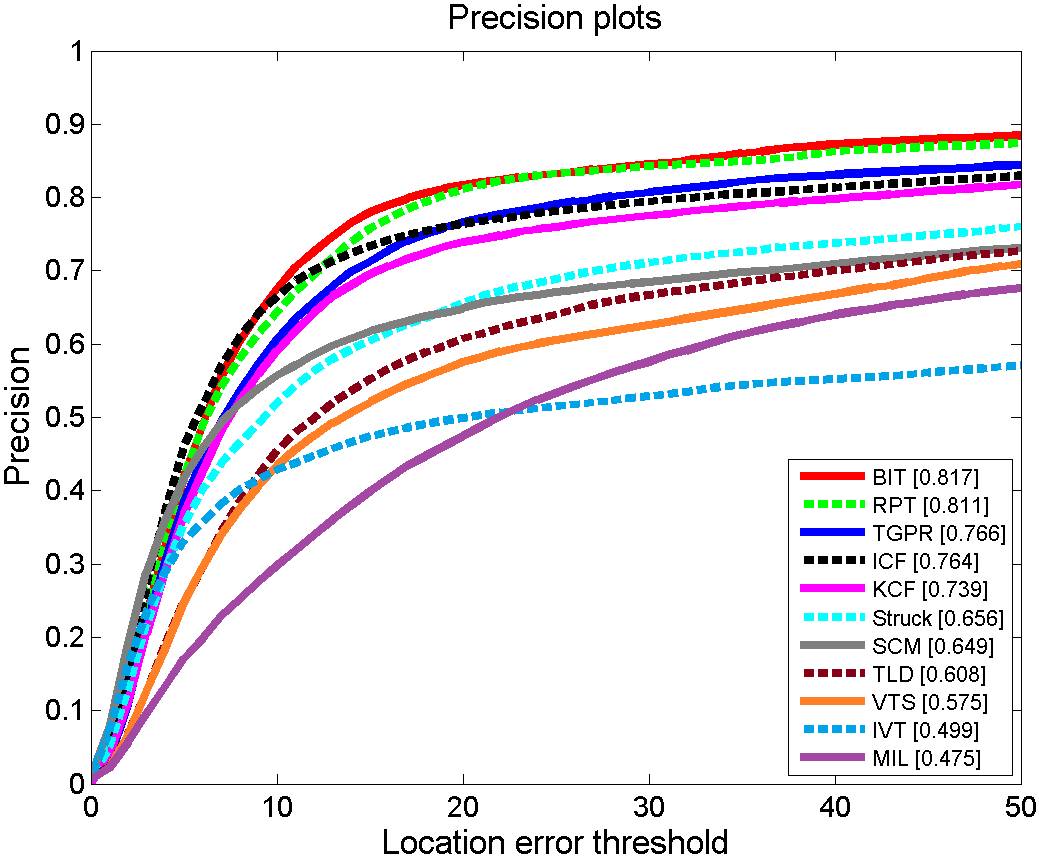 Precision plots
1
0.9
0.8
0.7
0.6
0.5
0.4
0.3
0.2
0.1
0
Precision
BIT [0.817]
RPT [0.811]
TGPR [0.766]
ICF [0.764]
KCF [0.739]
Struck [0.656]
SCM [0.649]
TLD [0.608]
VTS [0.575]
IVT [0.499]
MIL [0.475]
0 10 20 30 40 50
Location error threshold